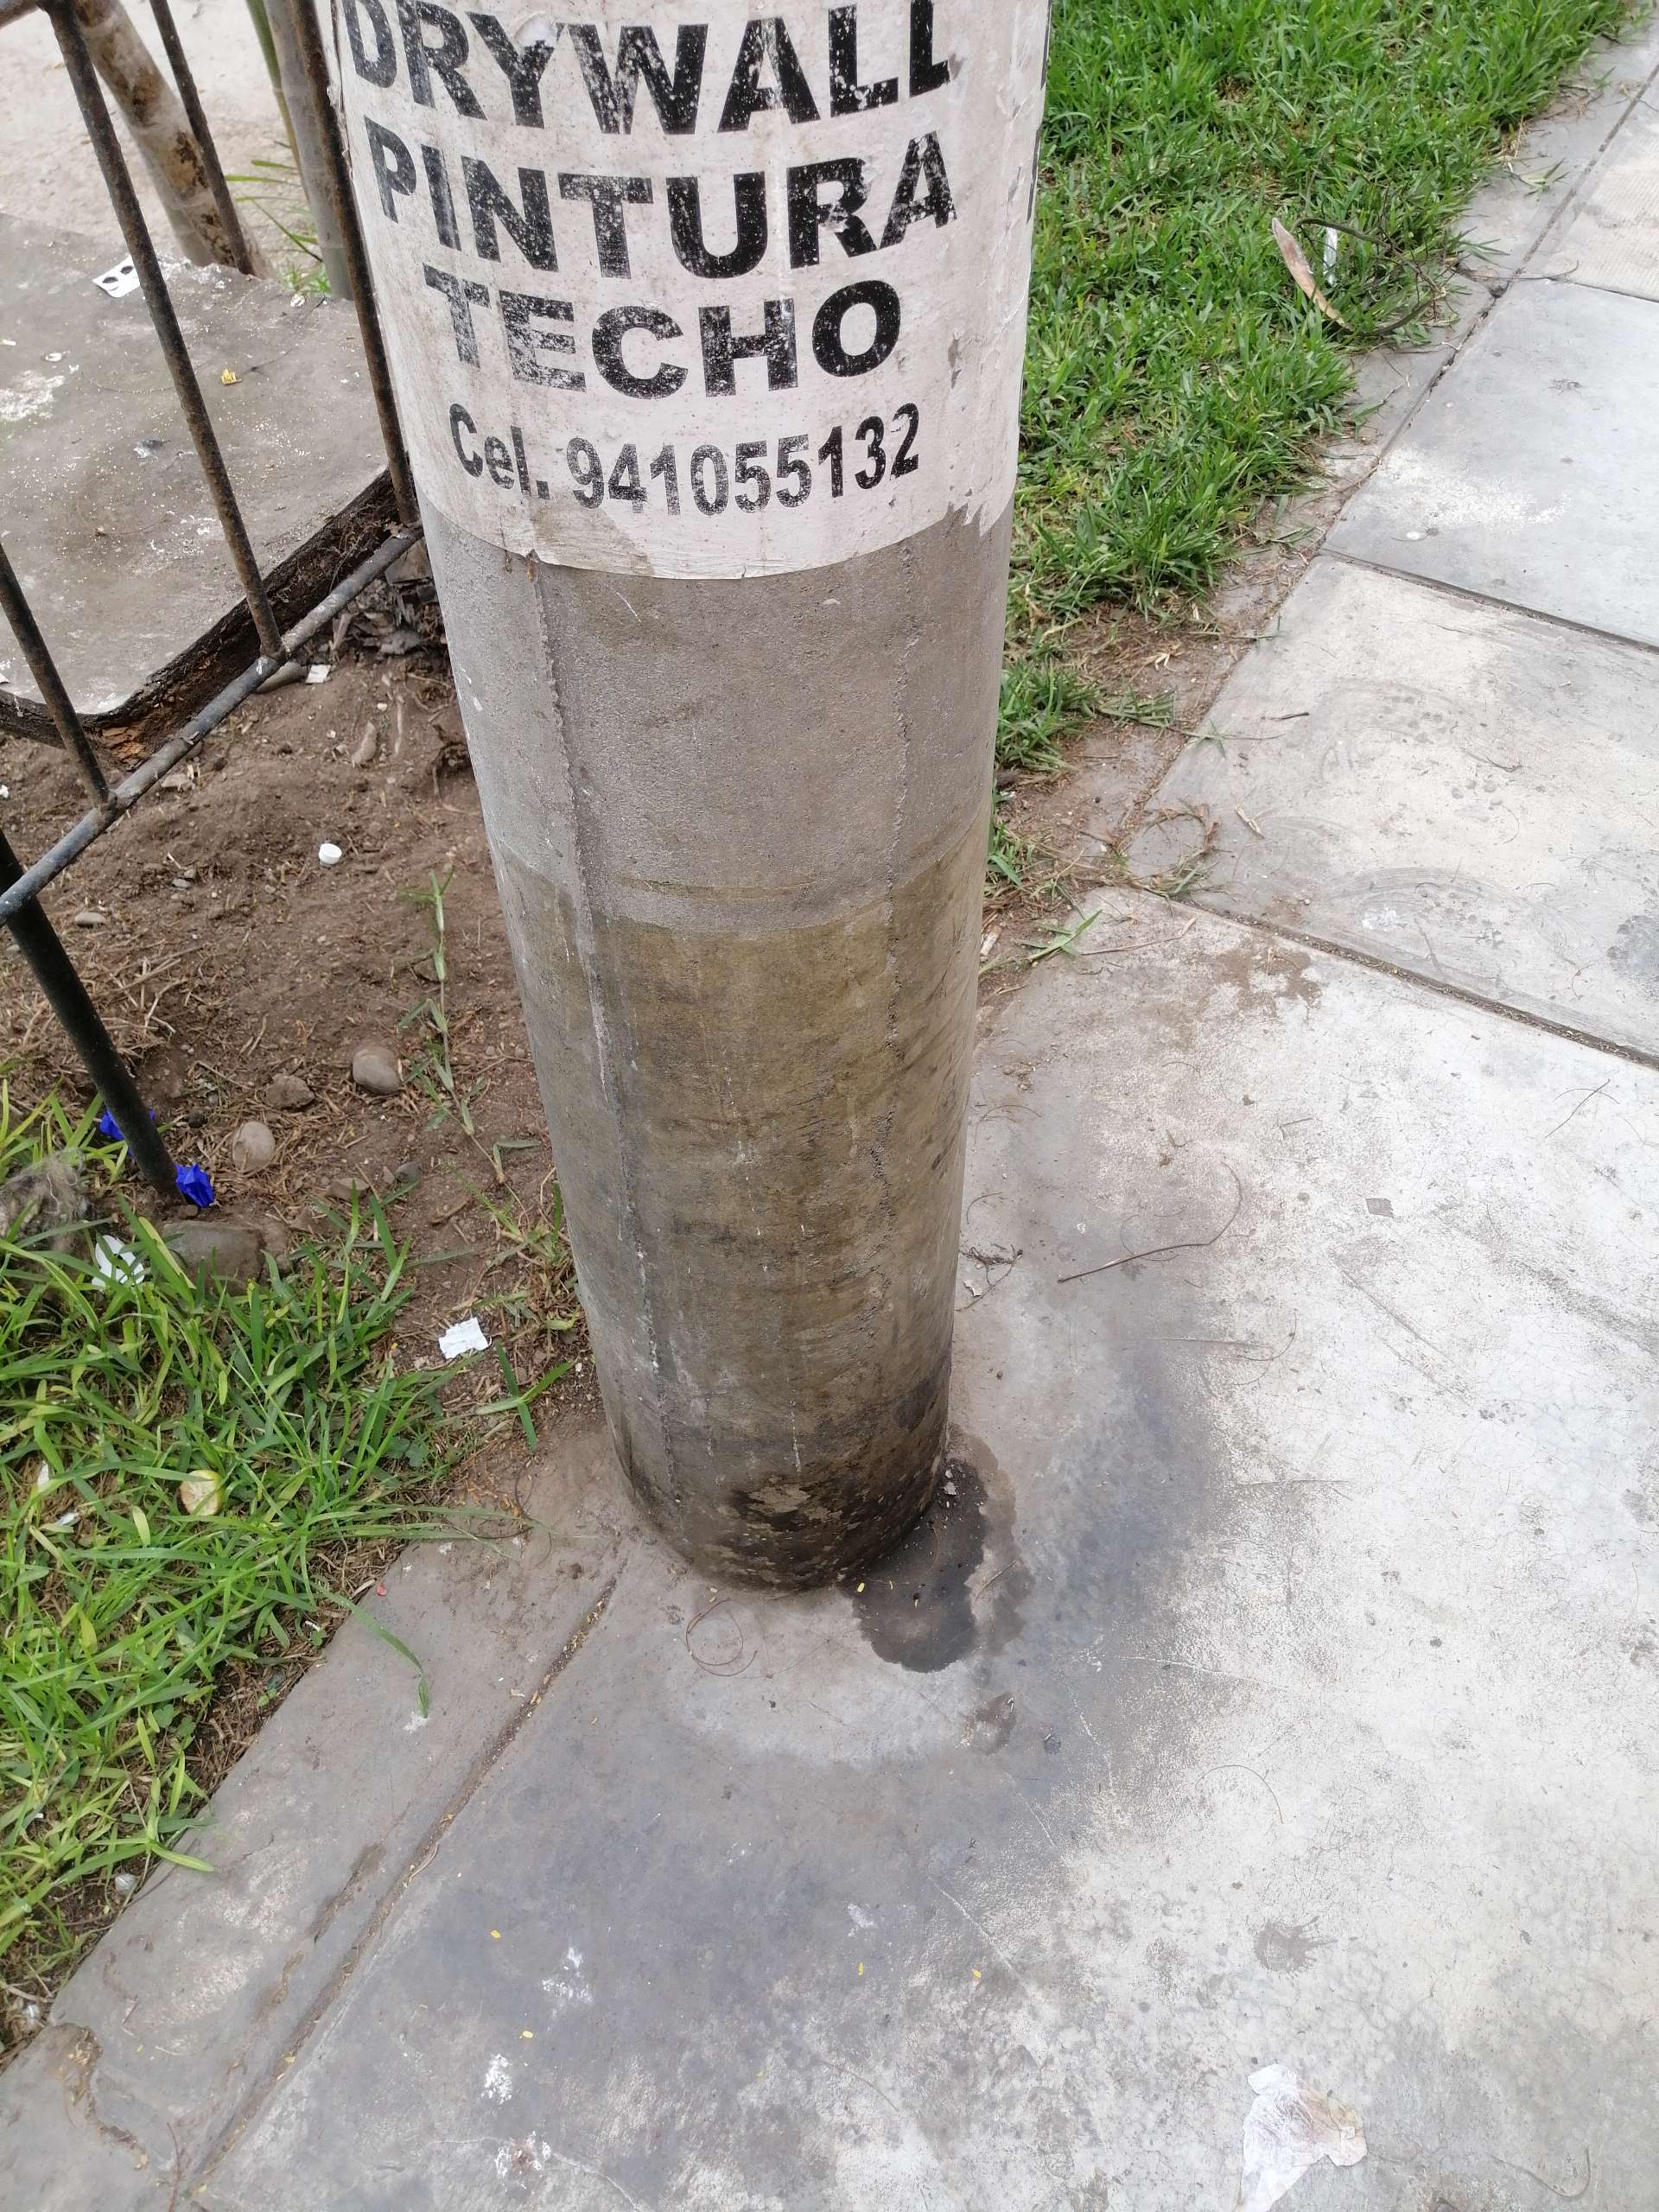 DRYWALL
PINTURA
TECHO
Cel. 941055132